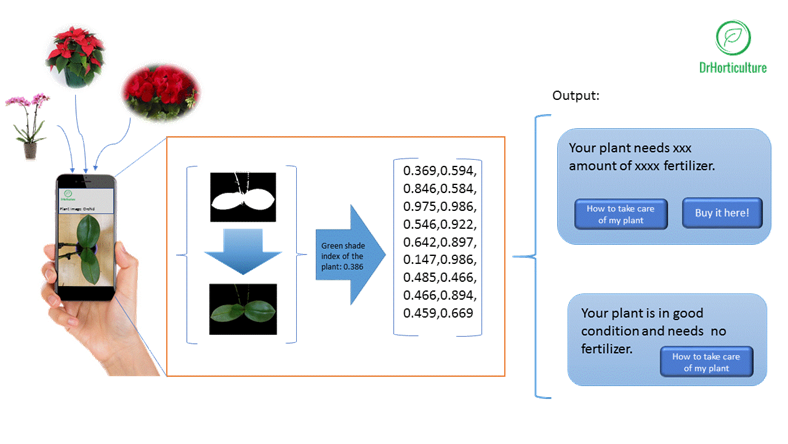 DrHorticulture
Output:
Your plant needs xxx
amount of xxxx fertilizer.
How to take care
of my plant
Buy it here!
Your plant is in good
condition and needs no
fertilizer.
How to take care
of my plant
Plant Image: Orchid
Green shade
index of the
plant: 0.386
0.369,0.594,
0.846,0.584,
0.975,0.986,
0.546,0.922,
0.642,0.897,
0.147,0.986,
0.485,0.466,
0.466,0.894,
0.459,0.669